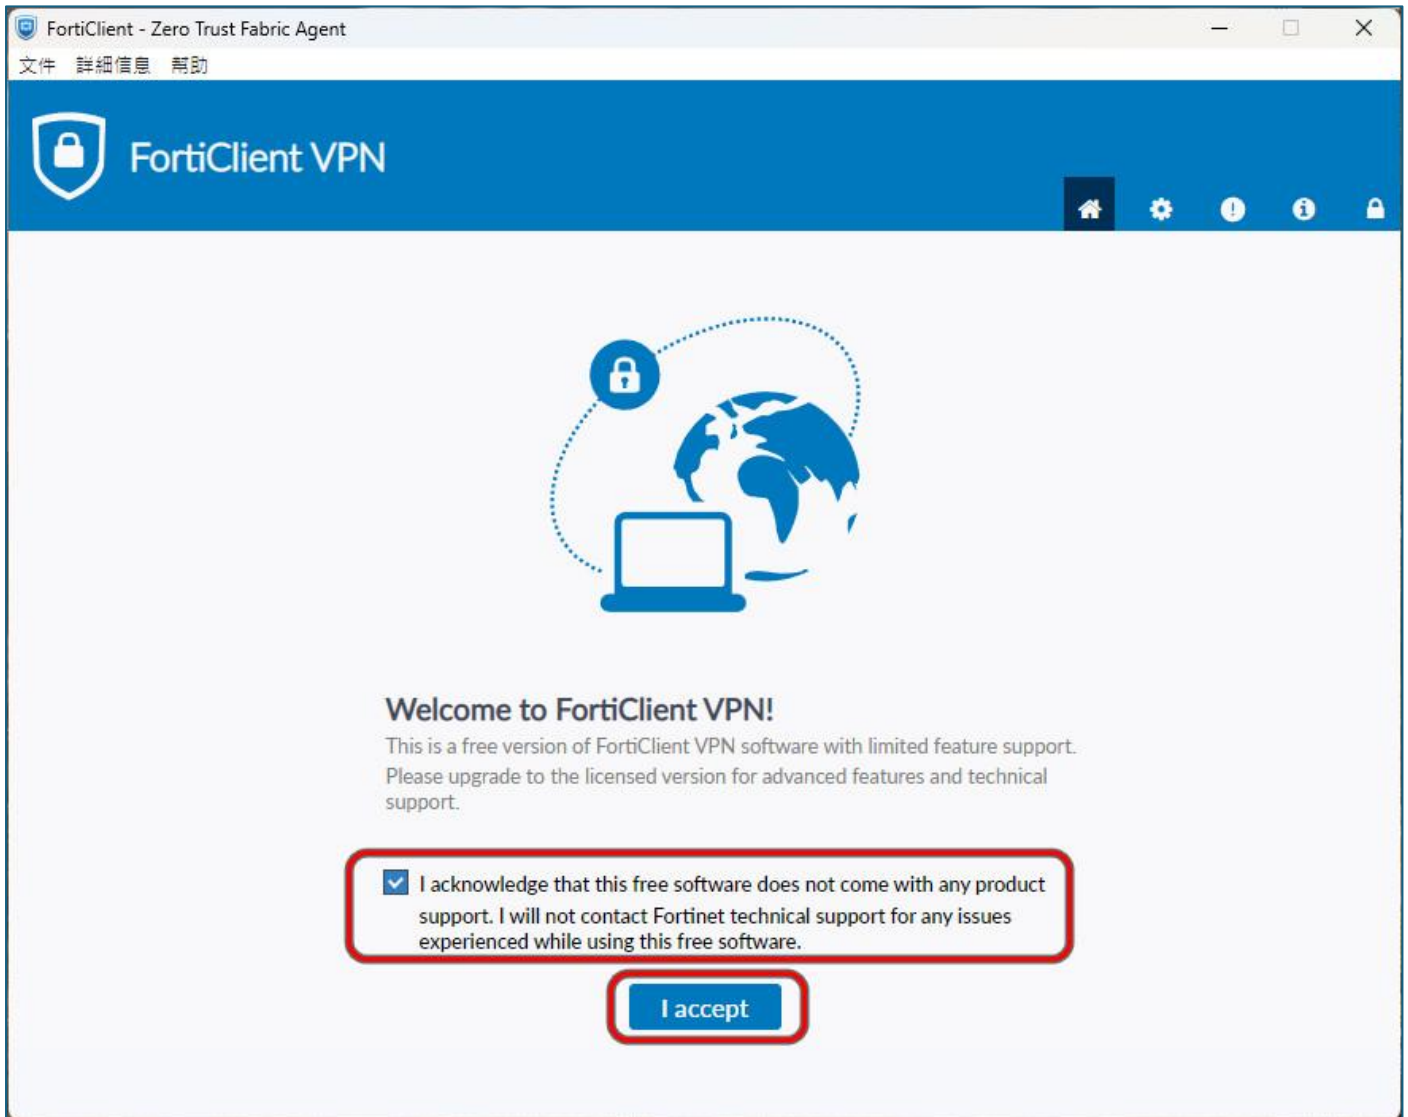 FortiClient - Zero Trust Fabric Agent
文件 詳細信息 幫助
FortiClient VPN
Welcome to FortiClient VPN!
This is a free version of FortiClient VPN software with limited feature support.
Please upgrade to the licensed version for advanced features and technical
support.
I acknowledge that this free software does not come with any product
support. I will not contact Fortinet technical support for any issues
experienced while using this free software.
I accept